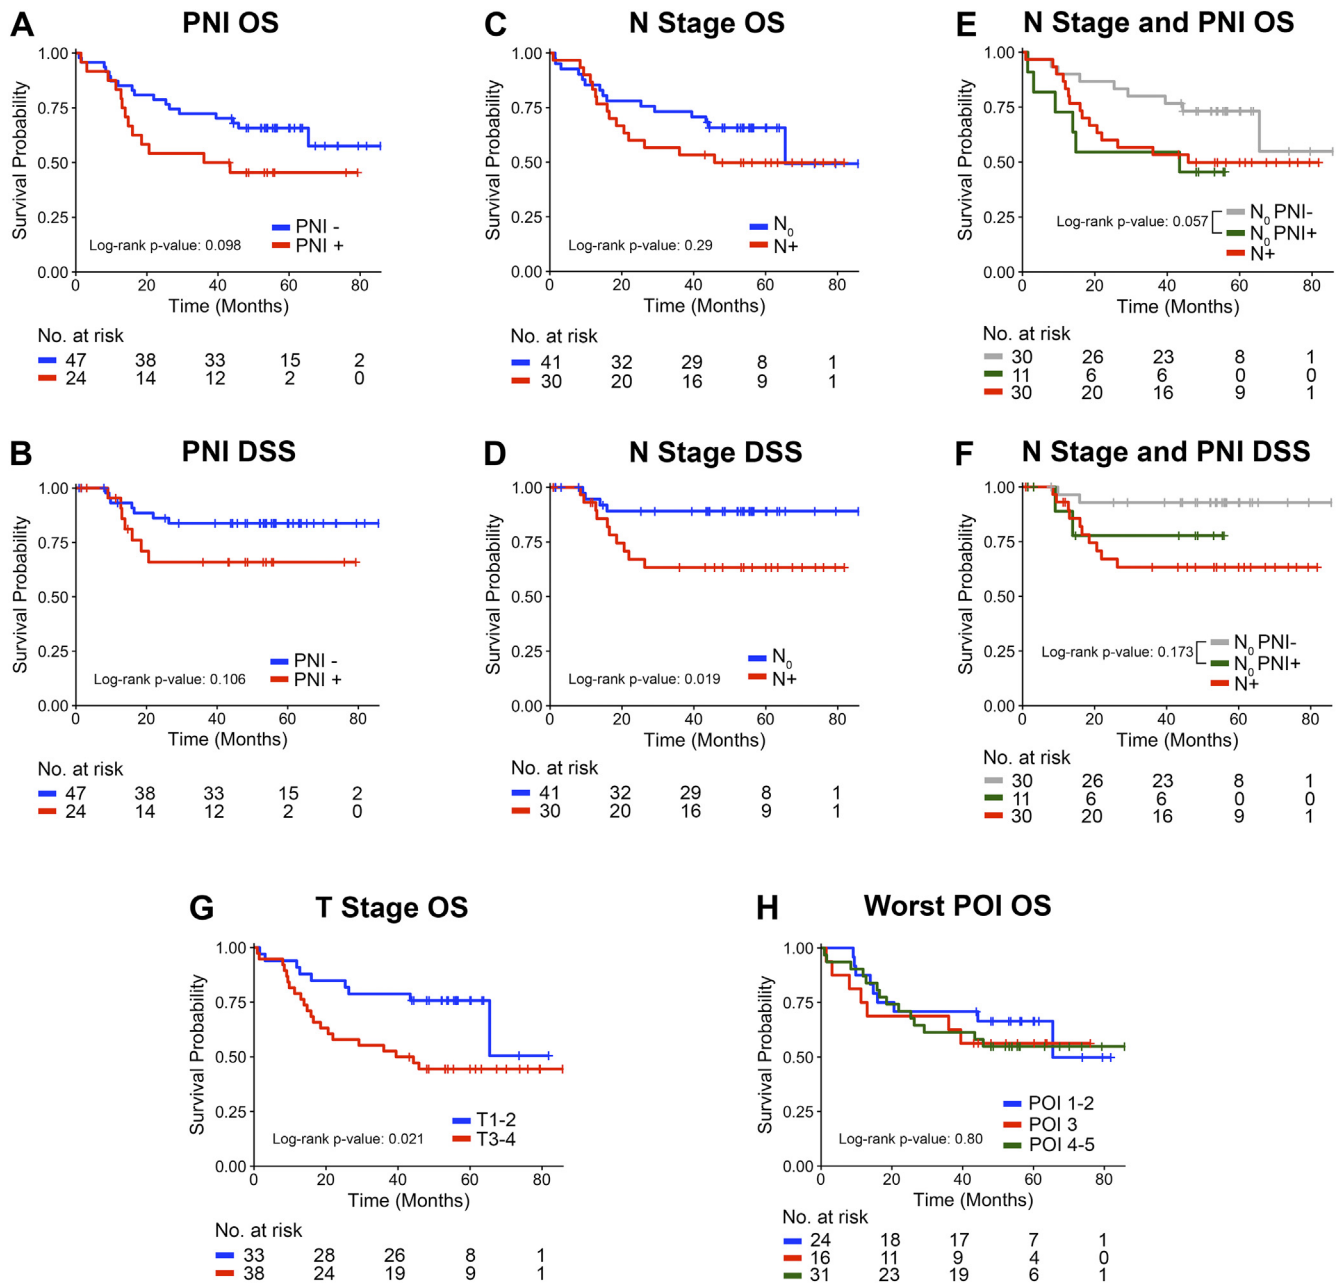 A
PNI OS
Survival Probability
1.00
0.75
0.50
0.25
0.00
Log-rank p-value: 0.098
PNI -
PNI +
0 20 40 60 80
Time (Months)
No. at risk
47 38 33 15 2
24 14 12 2 0
C
N Stage OS
Survival Probability
1.00
0.75
0.50
0.25
0.00
Log-rank p-value: 0.29
N0
N+
0 20 40 60 80
Time (Months)
No. at risk
41 32 29 8 1
30 20 16 9 1
E
N Stage and PNI OS
Survival Probability
1.00
0.75
0.50
0.25
0.00
Log-rank p-value: 0.057
N0 PNI-
N0 PNI+
N+
0 20 40 60 80
Time (Months)
No. at risk
30 26 23 8 1
11 6 6 0 0
30 20 16 9 1
B
PNI DSS
Survival Probability
1.00
0.75
0.50
0.25
0.00
Log-rank p-value: 0.106
PNI -
PNI +
0 20 40 60 80
Time (Months)
No. at risk
47 38 33 15 2
24 14 12 2 0
D
N Stage DSS
Survival Probability
1.00
0.75
0.50
0.25
0.00
Log-rank p-value: 0.019
N0
N+
0 20 40 60 80
Time (Months)
No. at risk
41 32 29 8 1
30 20 16 9 1
F
N Stage and PNI DSS
Survival Probability
1.00
0.75
0.50
0.25
0.00
Log-rank p-value: 0.173
N0 PNI-
N0 PNI+
N+
0 20 40 60 80
Time (Months)
No. at risk
30 26 23 8 1
11 6 6 0 0
30 20 16 9 1
G
T Stage OS
Survival Probability
1.00
0.75
0.50
0.25
0.00
Log-rank p-value: 0.021
T1-2
T3-4
0 20 40 60 80
Time (Months)
No. at risk
33 28 26 8 1
38 24 19 9 1
H
Worst POI OS
Survival Probability
1.00
0.75
0.50
0.25
0.00
Log-rank p-value: 0.80
POI 1-2
POI 3
POI 4-5
0 20 40 60 80
Time (Months)
No. at risk
24 18 17 7 1
16 11 9 4 0
31 23 19 6 1